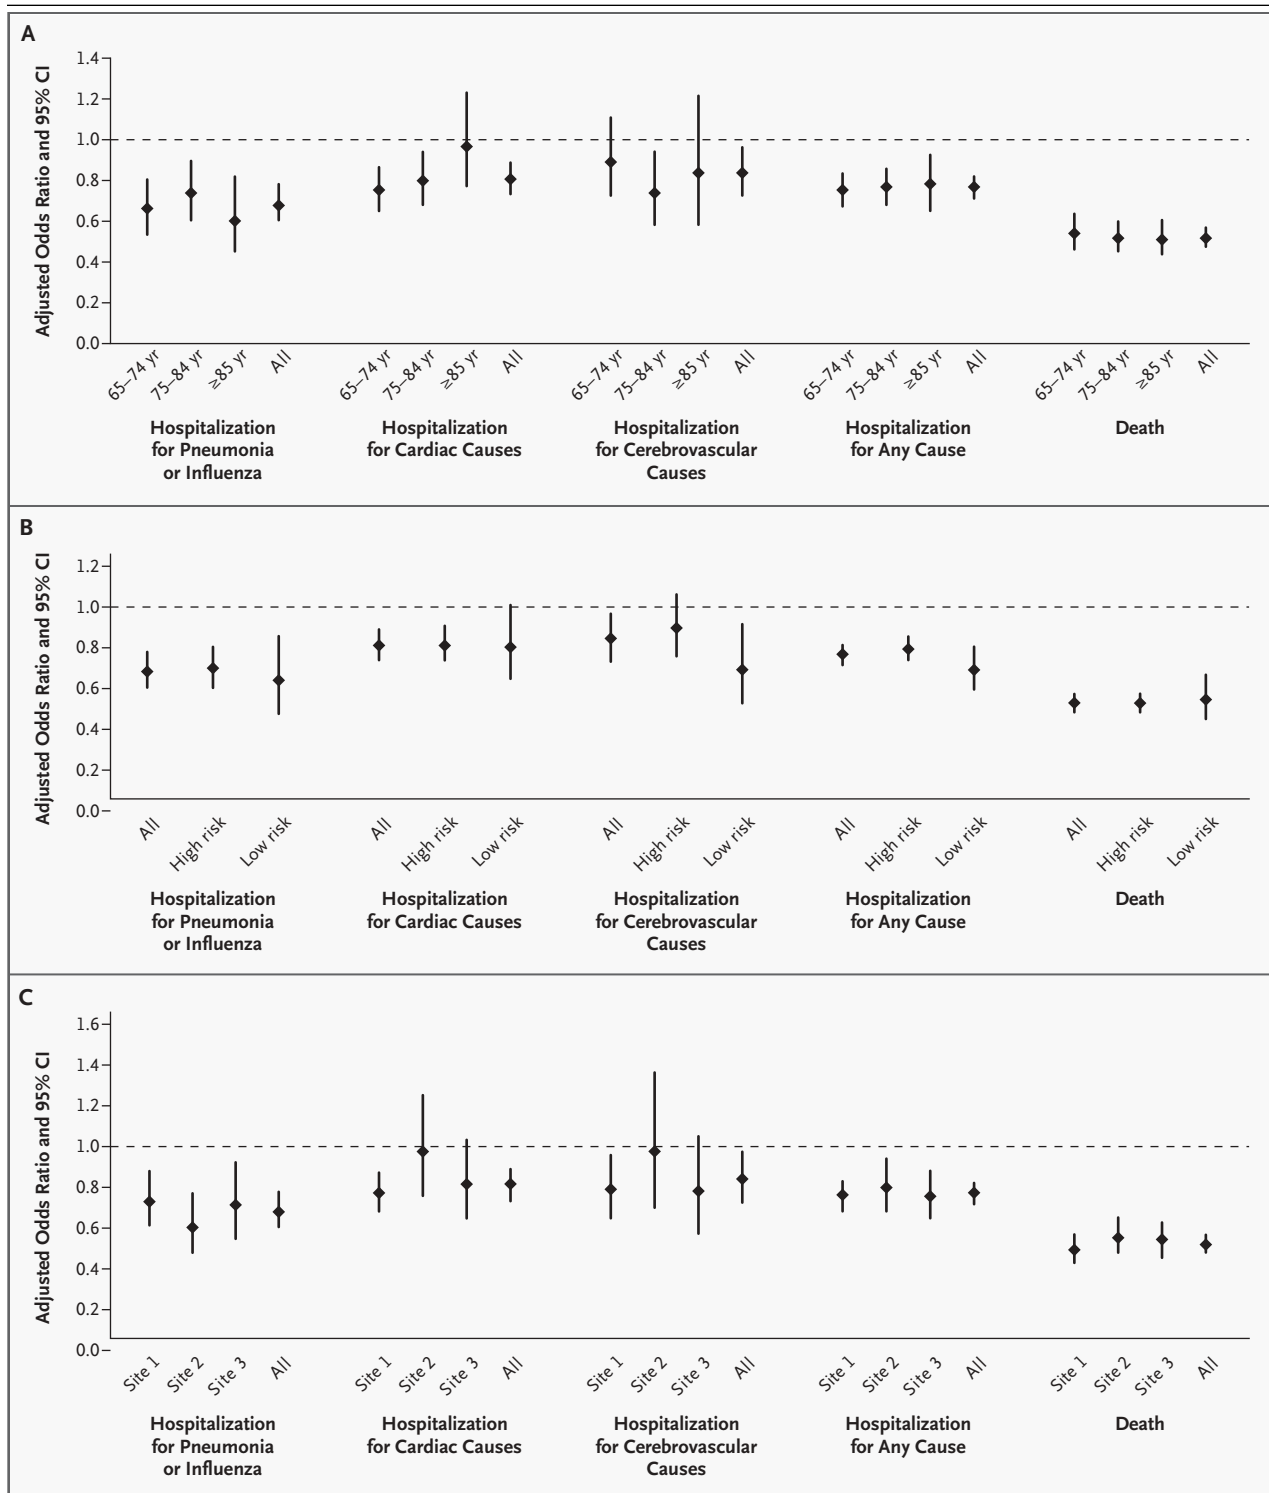 A
Adjusted Odds Ratio and 95% CI
1.4
1.2
1.0
0.8
0.6
0.4
0.2
0.0
65–74 yr 75–84 yr ≥85 yr All 65–74 yr 75–84 yr ≥85 yr All 65–74 yr 75–84 yr ≥85 yr All 65–74 yr 75–84 yr ≥85 yr All 65–74 yr 75–84 yr ≥85 yr All
Hospitalization
for Pneumonia
or Influenza
Hospitalization
for Cardiac Causes
Hospitalization
for Cerebrovascular
Causes
Hospitalization
for Any Cause
Death
B
Adjusted Odds Ratio and 95% CI
1.2
1.0
0.8
0.6
0.4
0.2
0.0
All High risk Low risk All High risk Low risk All High risk Low risk All High risk Low risk All High risk Low risk
Hospitalization
for Pneumonia
or Influenza
Hospitalization
for Cardiac Causes
Hospitalization
for Cerebrovascular
Causes
Hospitalization
for Any Cause
Death
C
Adjusted Odds Ratio and 95% CI
1.6
1.4
1.2
1.0
0.8
0.6
0.4
0.2
0.0
Site 1 Site 2 Site 3 All Site 1 Site 2 Site 3 All Site 1 Site 2 Site 3 All Site 1 Site 2 Site 3 All Site 1 Site 2 Site 3 All
Hospitalization
for Pneumonia
or Influenza
Hospitalization
for Cardiac Causes
Hospitalization
for Cerebrovascular
Causes
Hospitalization
for Any Cause
Death